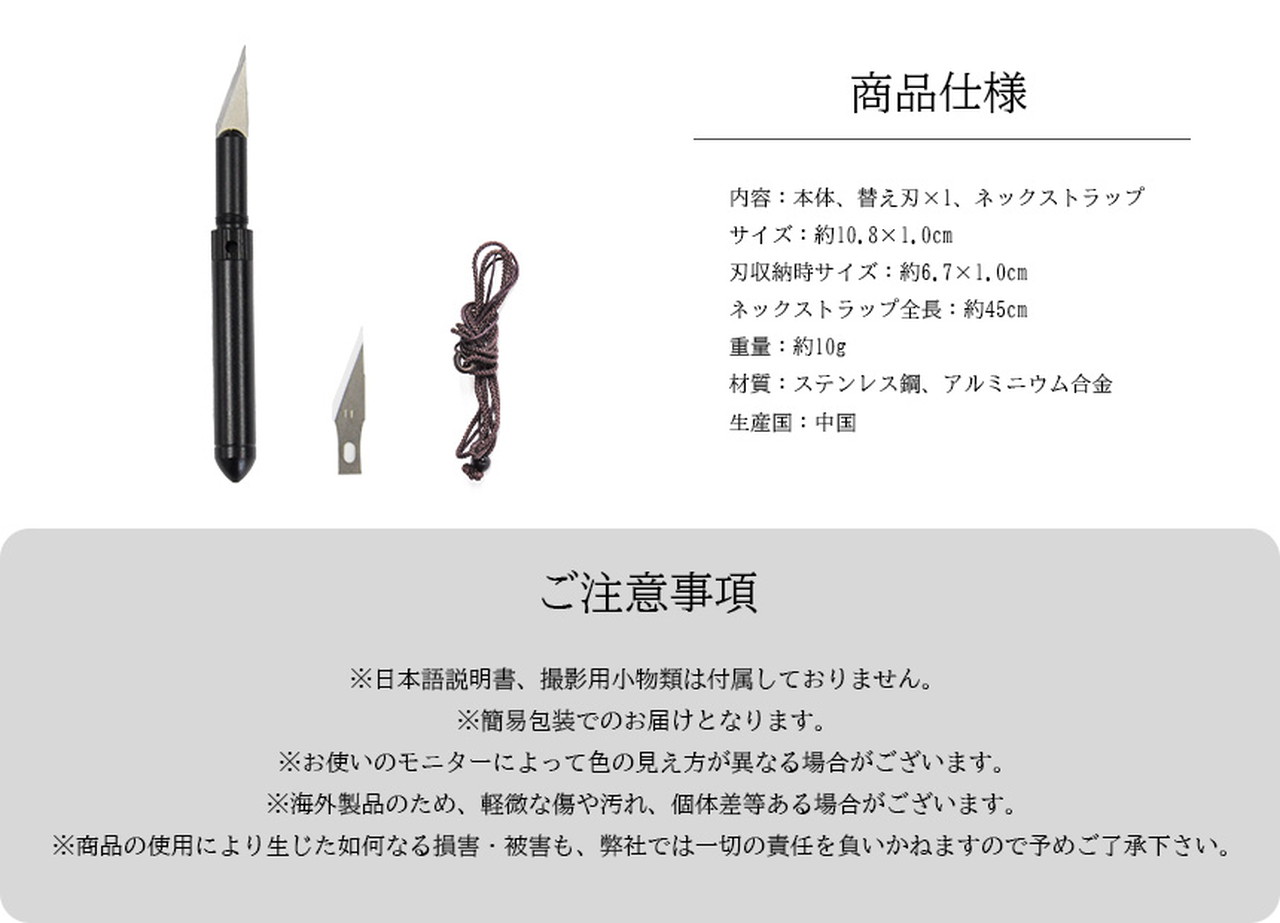 商品仕様
内容：本体、替え刃×1、ネックストラップ
サイズ：約10.8×1.0cm
刃収納時サイズ：約6.7×1.0cm
ネックストラップ全長：約45cm
重量：約10g
材質：ステンレス鋼、アルミニウム合金
生産国：中国
ご注意事項
※日本語説明書、撮影用小物類は付属しておりません。
※簡易包装でのお届けとなります。
※お使いのモニターによって色の見え方が異なる場合がございます。
※海外製品のため、軽微な傷や汚れ、個体差等ある場合がございます。
※商品の使用により生じた如何なる損害・被害も、弊社では一切の責任を負いかねますので予めご了承下さい。